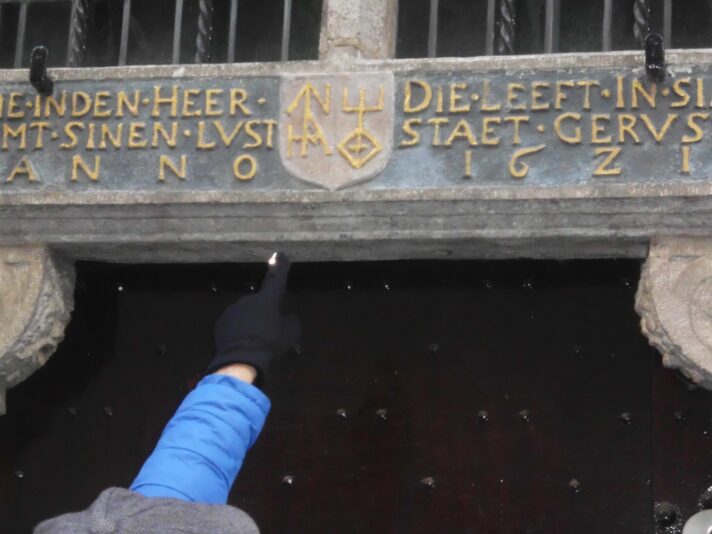 IE·INDEN·HEER·
MT·SINEN·LVST
ANNO
DIE·LEEFT·IN·SI
STAET·GERVS
1621